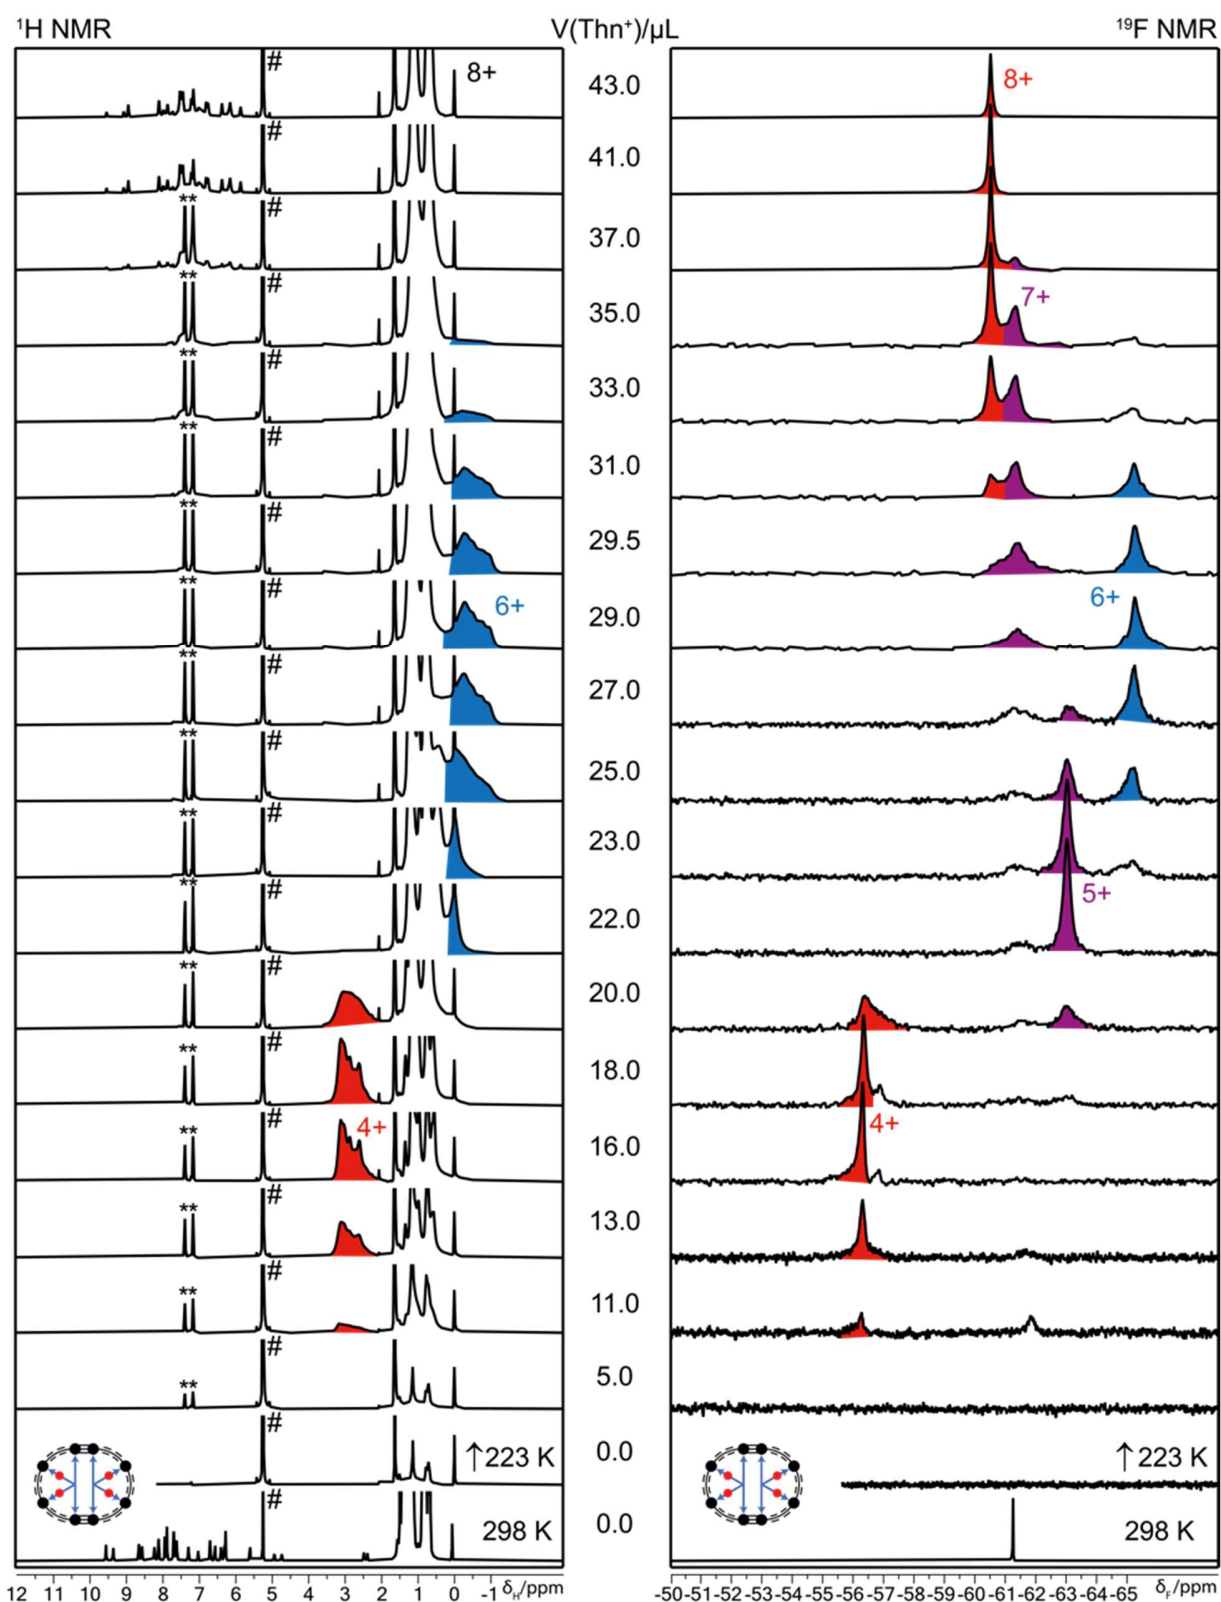 ¹H NMR V(Thn⁺)/µL ¹⁹F NMR
# 8+ 43.0 8+
# 41.0
** # 37.0
** # 35.0 7+
** # 33.0
** # 31.0
** # 29.5
** # 6+ 29.0 6+
** # 27.0
** # 25.0
** # 23.0
** # 22.0 5+
** # 20.0
** # 18.0
** # 4+ 16.0 4+
** # 13.0
** # 11.0
** # 5.0
# ↑223 K 0.0 ↑223 K
# 298 K 0.0 298 K
12 11 10 9 8 7 6 5 4 3 2 1 0 -1 δH/ppm -50 -51 -52 -53 -54 -55 -56 -57 -58 -59 -60 -61 -62 -63 -64 -65 δF/ppm